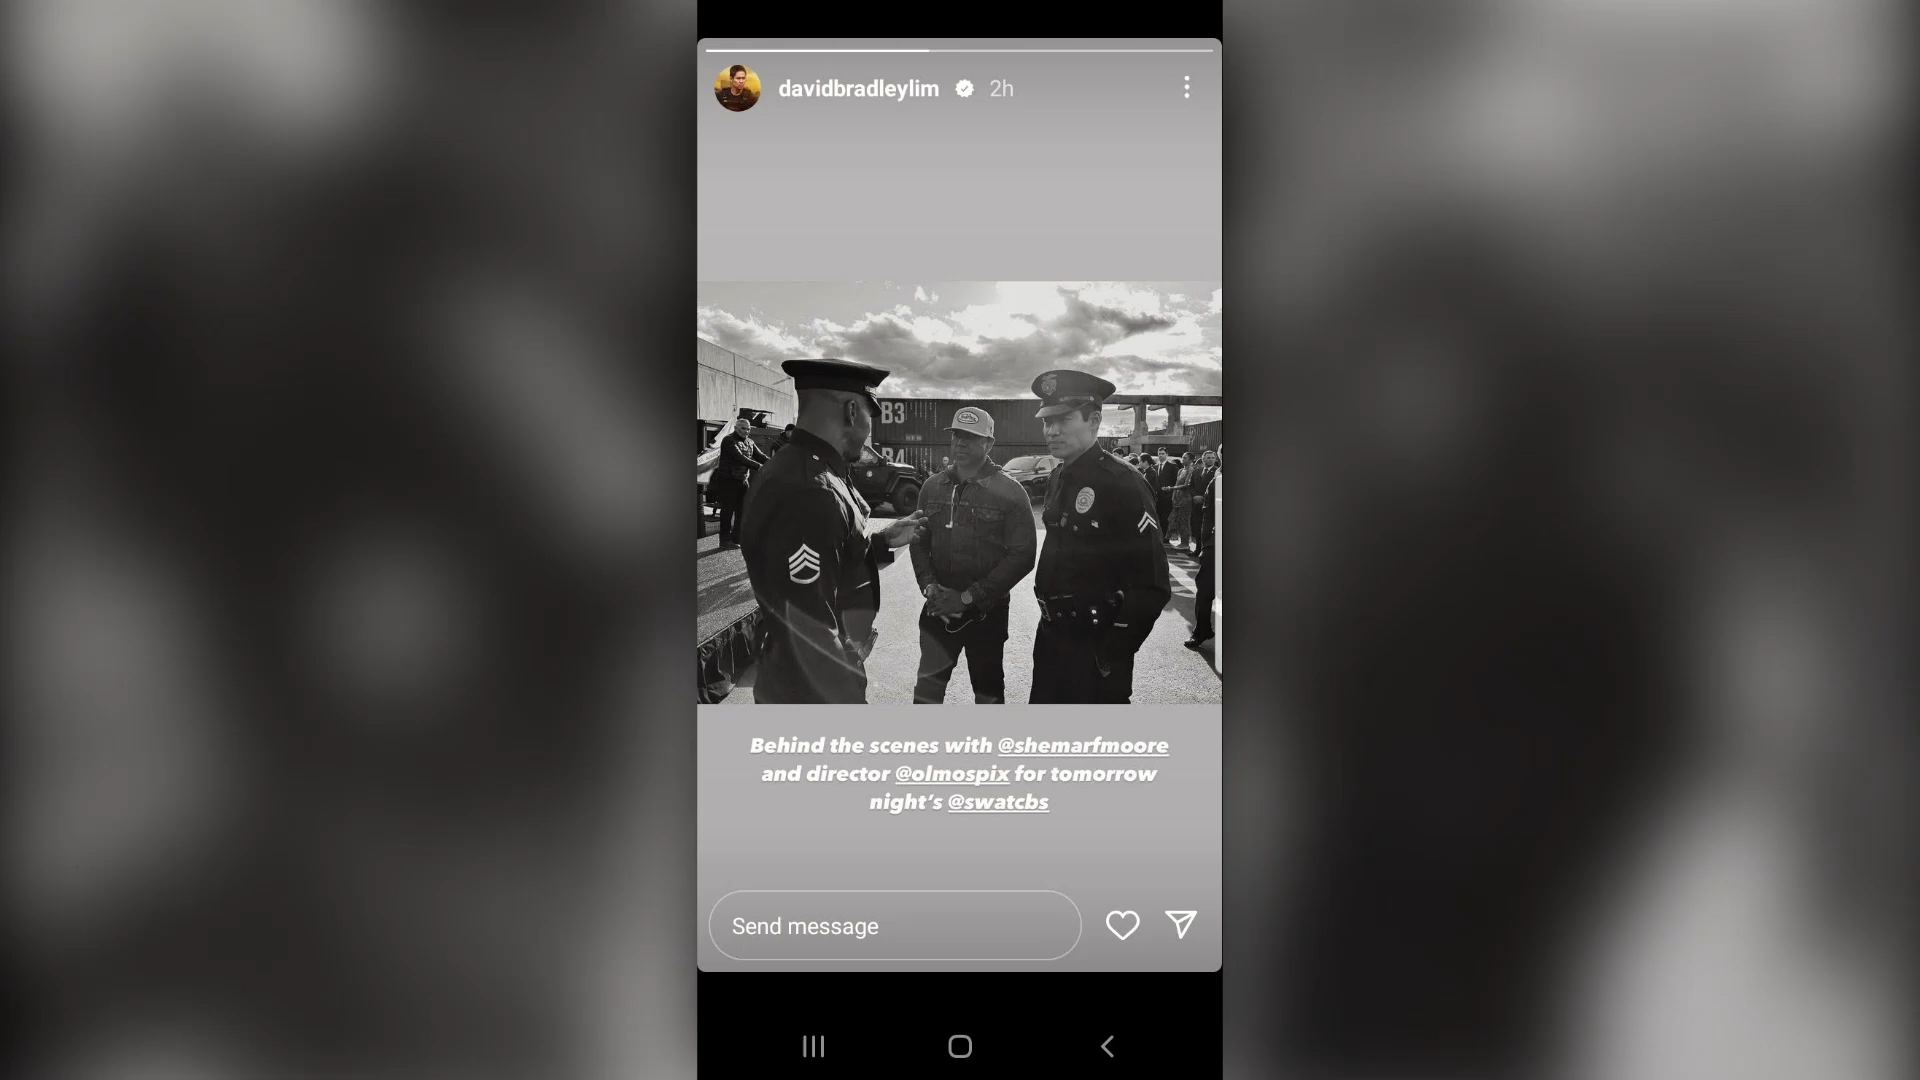 davidbradleylim 2h
B3
B4
Behind the scenes with @shemarfmoore
and director @olmospix for tomorrow
night's @swatcbs
Send message